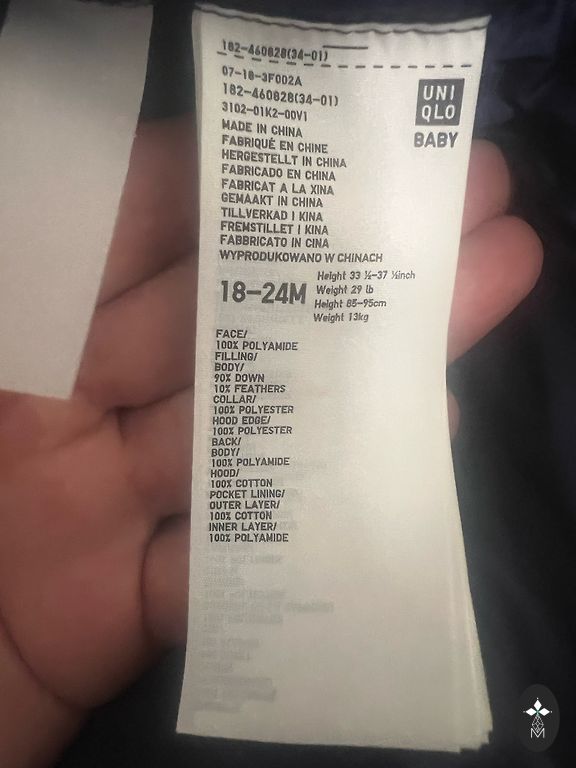 182-460828(34-01)
07-18-3F002A
182-460828(34-01)
3102-01K2-00V1
UNI
QLO
BABY
MADE IN CHINA
FABRIQUÉ EN CHINE
HERGESTELLT IN CHINA
FABRICADO EN CHINA
FABRICAT A LA XINA
GEMAAKT IN CHINA
TILLVERKAD I KINA
FREMSTILLET I KINA
FABBRICATO IN CINA
WYPRODUKOWANO W CHINACH
18-24M
Height 33 ½-37 ½inch
Weight 29 lb
Height 85-95cm
Weight 13kg
FACE/
100% POLYAMIDE
FILLING/
BODY/
90% DOWN
10% FEATHERS
COLLAR/
100% POLYESTER
HOOD EDGE/
100% POLYESTER
BACK/
BODY/
100% POLYAMIDE
HOOD/
100% COTTON
POCKET LINING/
OUTER LAYER/
100% COTTON
INNER LAYER/
100% POLYAMIDE